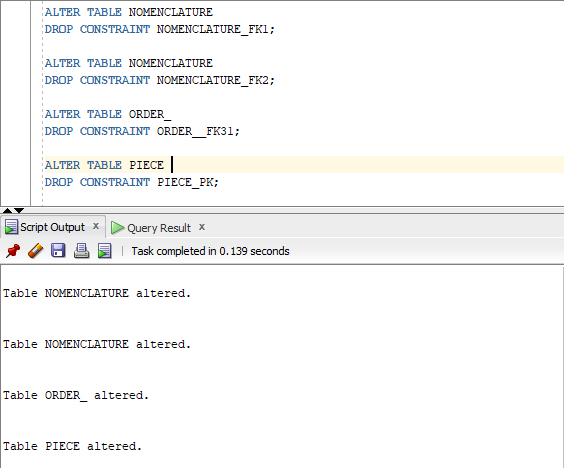 ALTER TABLE NOMENCLATURE
DROP CONSTRAINT NOMENCLATURE_FK1;
ALTER TABLE NOMENCLATURE
DROP CONSTRAINT NOMENCLATURE_FK2;
ALTER TABLE ORDER_
DROP CONSTRAINT ORDER__FK31;
ALTER TABLE PIECE
DROP CONSTRAINT PIECE_PK;
Script Output x Query Result x
Task completed in 0.139 seconds
Table NOMENCLATURE altered.
Table NOMENCLATURE altered.
Table ORDER_ altered.
Table PIECE altered.